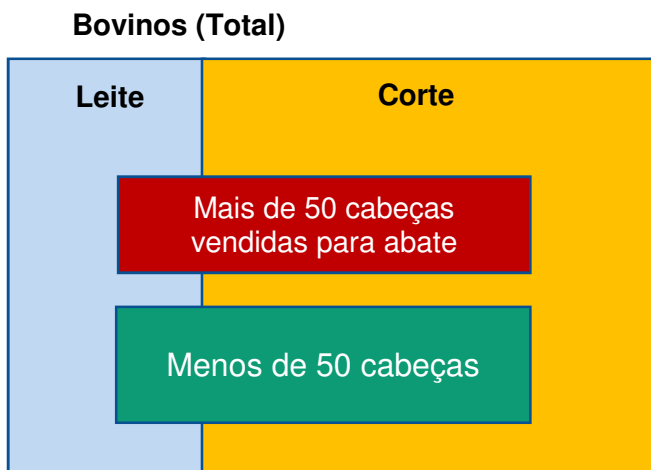 Bovinos (Total)
Leite
Corte
Mais de 50 cabeças
vendidas para abate
Menos de 50 cabeças